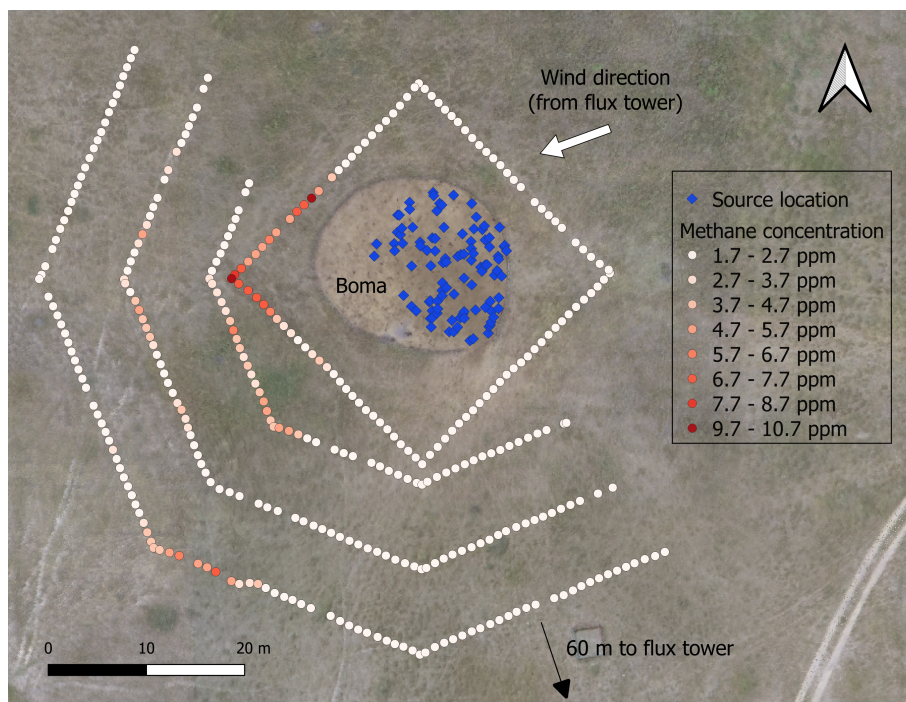 Wind direction
(from flux tower)
Source location
Methane concentration
1.7 - 2.7 ppm
2.7 - 3.7 ppm
3.7 - 4.7 ppm
4.7 - 5.7 ppm
5.7 - 6.7 ppm
6.7 - 7.7 ppm
7.7 - 8.7 ppm
9.7 - 10.7 ppm
Boma
60 m to flux tower
0 10 20 m